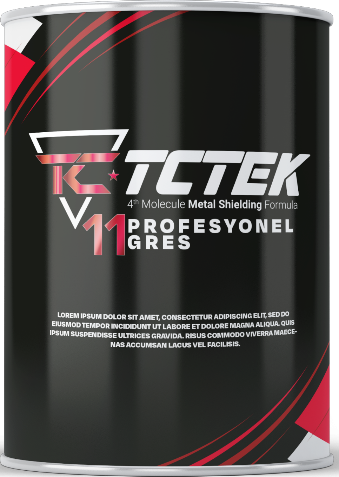 TC
TCTEK
4th Molecule Metal Shielding Formula
11 PROFESYONEL
GRES
LOREM IPSUM DOLOR SIT AMET, CONSECTETUR ADIPISCING ELIT, SED DO
EIUSMOD TEMPOR INCIDIDUNT UT LABORE ET DOLORE MAGNA ALIQUA. QUIS
IPSUM SUSPENDISSE ULTRICES GRAVIDA. RISUS COMMODO VIVERRA MAECE-
NAS ACCUMSAN LACUS VEL FACILISIS.